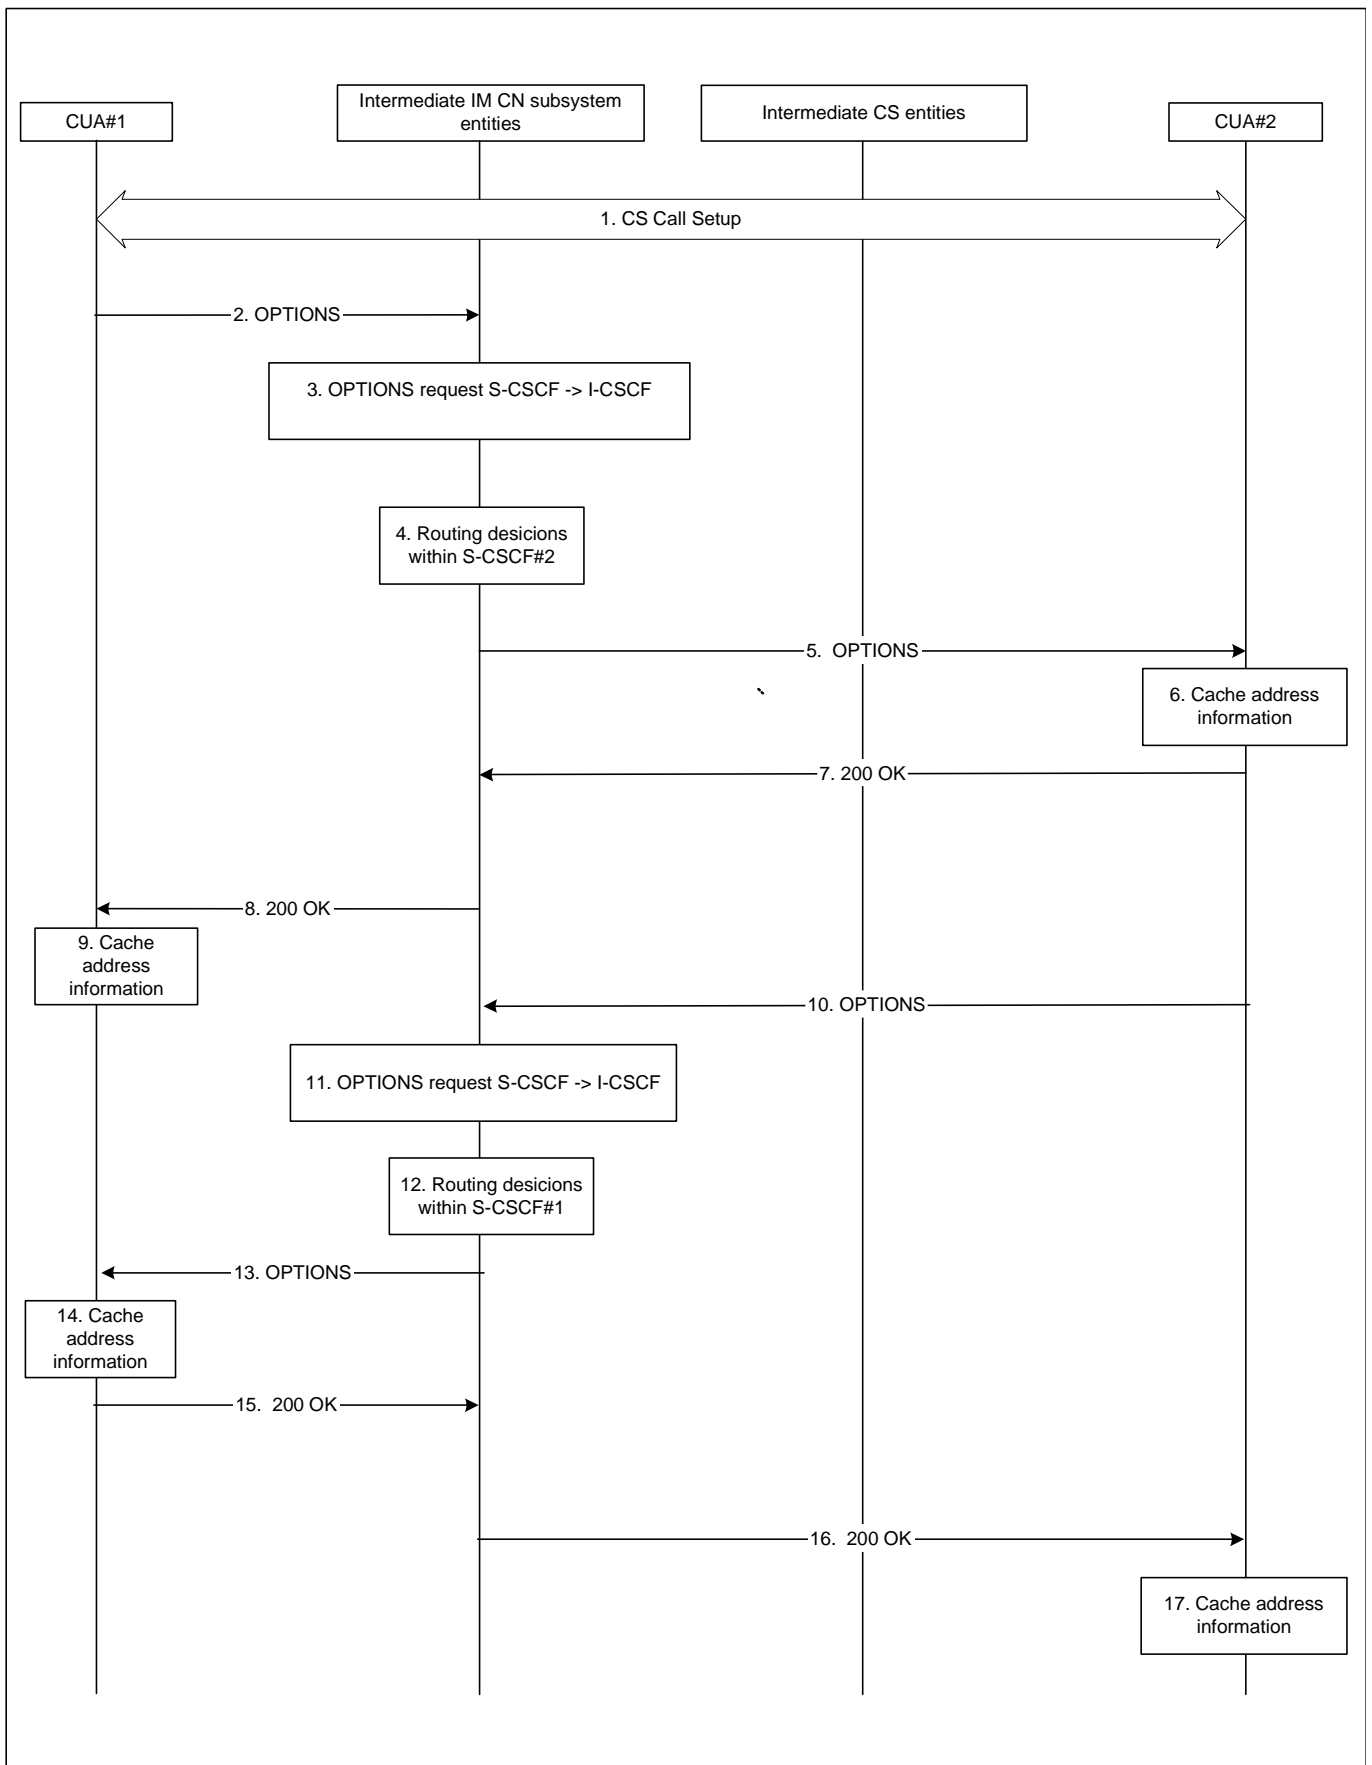 CUA#1
Intermediate IM CN subsystem
entities
Intermediate CS entities
CUA#2
1. CS Call Setup
2. OPTIONS
3. OPTIONS request S-CSCF -> I-CSCF
4. Routing desicions
within S-CSCF#2
5. OPTIONS
6. Cache address
information
7. 200 OK
8. 200 OK
9. Cache
address
information
10. OPTIONS
11. OPTIONS request S-CSCF -> I-CSCF
12. Routing desicions
within S-CSCF#1
13. OPTIONS
14. Cache
address
information
15. 200 OK
16. 200 OK
17. Cache address
information